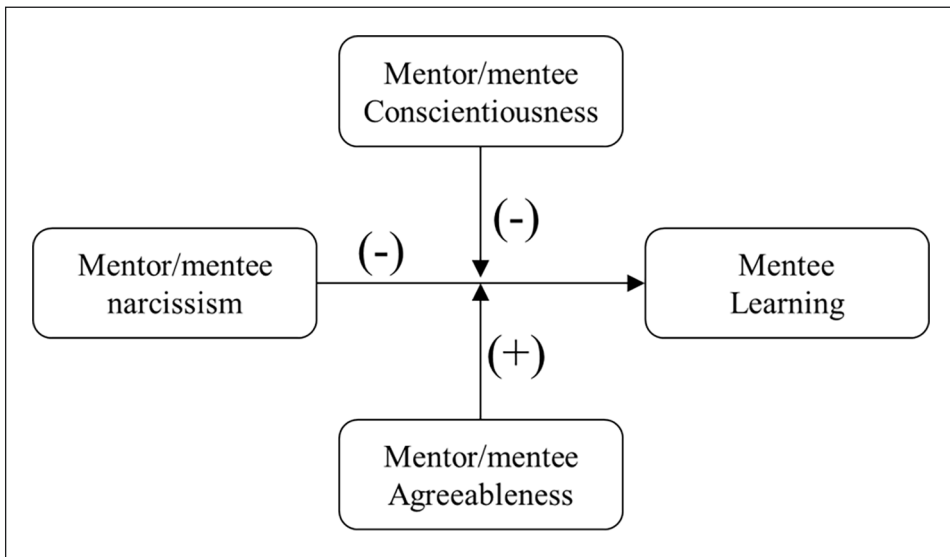 Mentor/mentee
Conscientiousness
(-)
Mentor/mentee
narcissism
(-)
Mentee
Learning
(+)
Mentor/mentee
Agreeableness